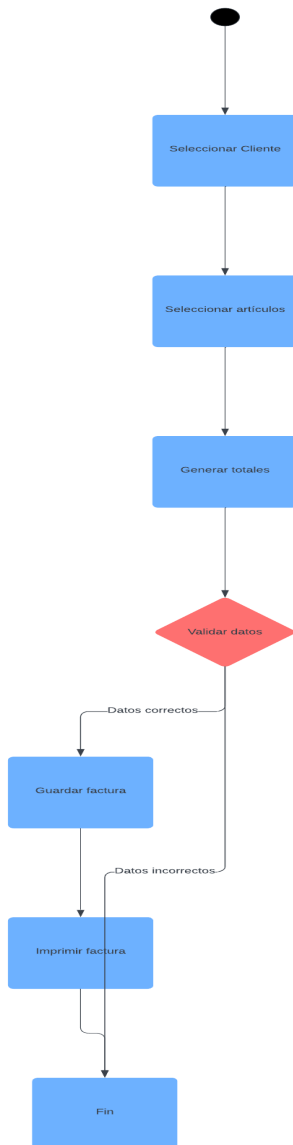 Seleccionar Cliente
Seleccionar artículos
Generar totales
Validar datos
Datos correctos
Guardar factura
Datos incorrectos
Imprimir factura
Fin